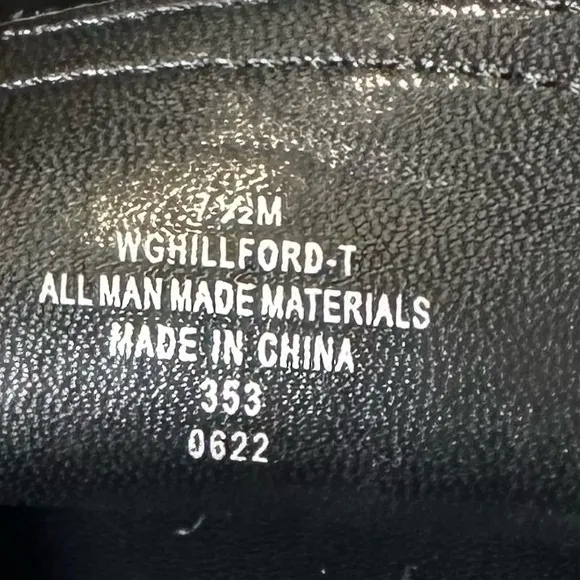 7 ½M
WGHILLFORD-T
ALL MAN MADE MATERIALS
MADE IN CHINA
353
0622